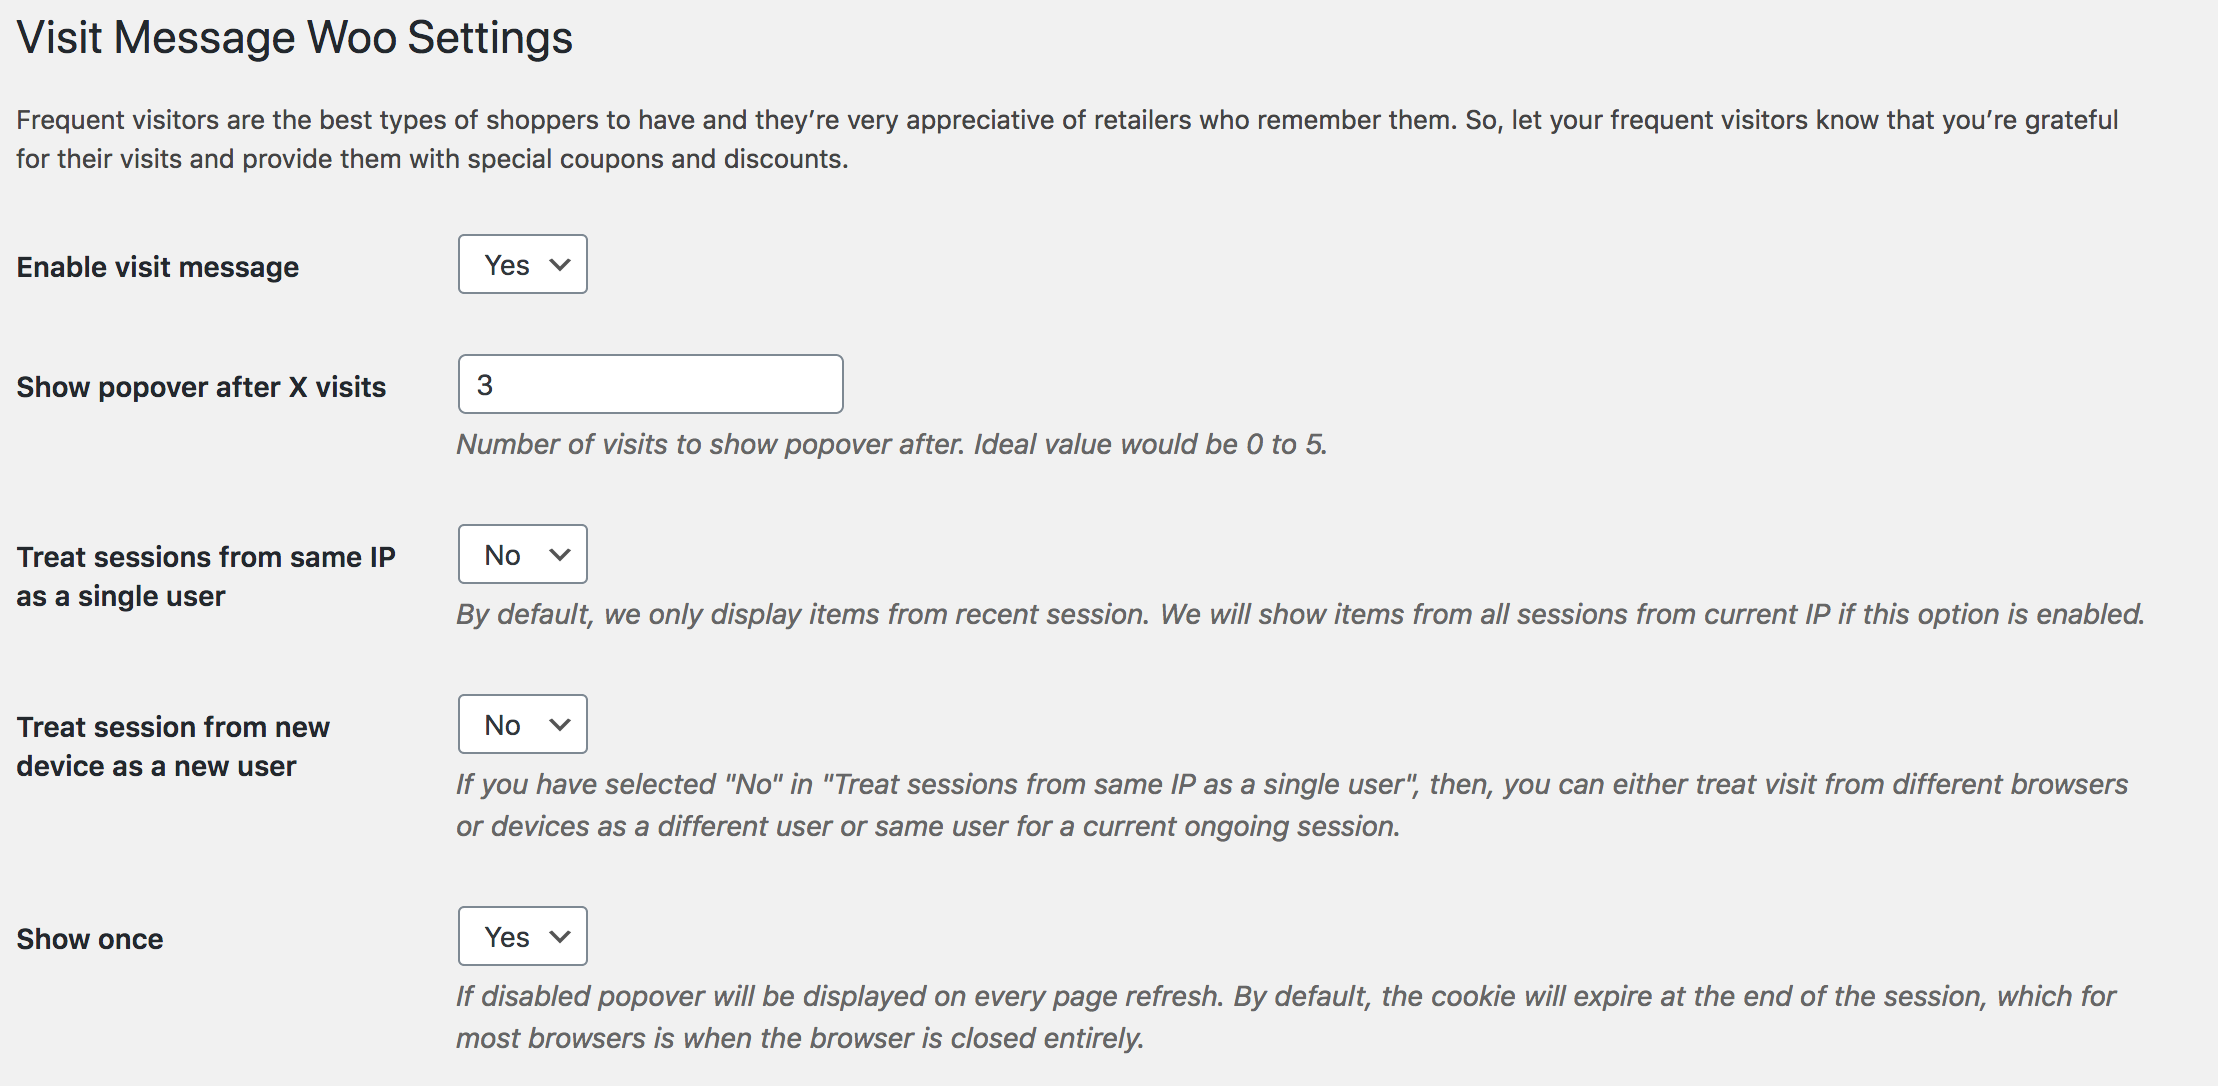 Visit Message Woo Settings
Frequent visitors are the best types of shoppers to have and they’re very appreciative of retailers who remember them. So, let your frequent visitors know that you’re grateful
for their visits and provide them with special coupons and discounts.
Enable visit message
Yes
Show popover after X visits
3
Number of visits to show popover after. Ideal value would be 0 to 5.
Treat sessions from same IP
as a single user
No
By default, we only display items from recent session. We will show items from all sessions from current IP if this option is enabled.
Treat session from new
device as a new user
No
If you have selected "No" in "Treat sessions from same IP as a single user", then, you can either treat visit from different browsers
or devices as a different user or same user for a current ongoing session.
Show once
Yes
If disabled popover will be displayed on every page refresh. By default, the cookie will expire at the end of the session, which for
most browsers is when the browser is closed entirely.